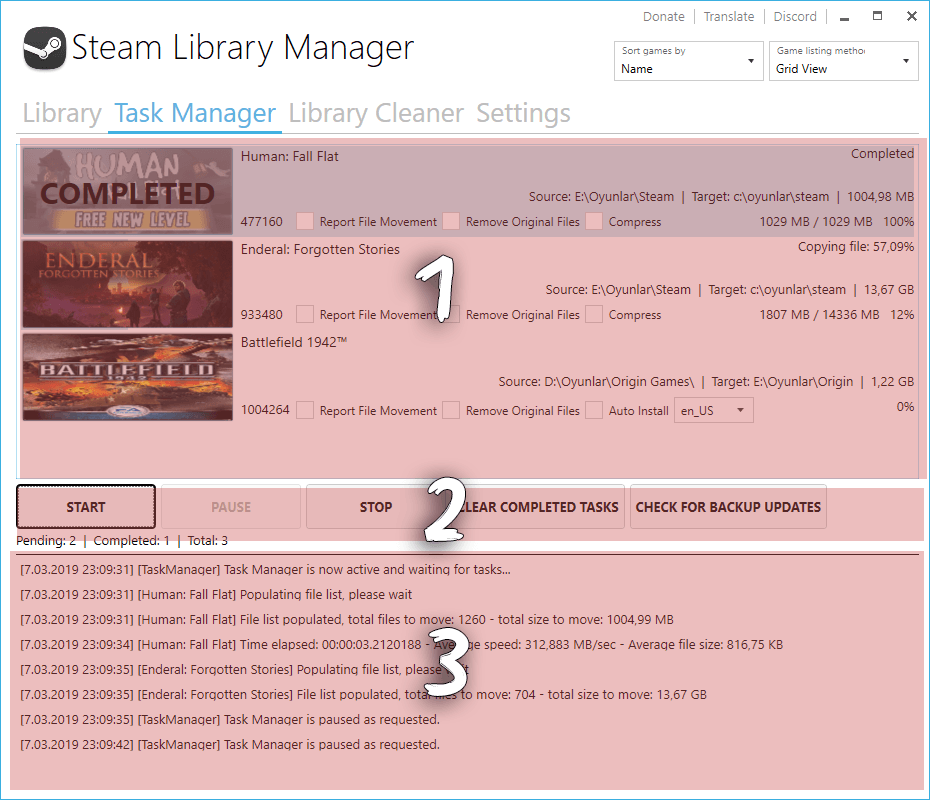 Donate | Translate | Discord
Steam Library Manager
Sort games by
Name
Game listing metho
Grid View
Library Task Manager Library Cleaner Settings
HUMAN
COMPLETED
FREE NEW LEVEL
Human: Fall Flat
Completed
Source: E:\Oyunlar\Steam | Target: c:\oyunlar\steam | 1004,98 MB
477160 Report File Movement Remove Original Files Compress 1029 MB / 1029 MB 100%
ENDERAL
FORGOTTEN STORIES
Enderal: Forgotten Stories
Copying file: 57,09%
1
Source: E:\Oyunlar\Steam | Target: c:\oyunlar\steam | 13,67 GB
933480 Report File Movement Remove Original Files Compress 1807 MB / 14336 MB 12%
BATTLEFIELD
1942
EA
Battlefield 1942™
Source: D:\Oyunlar\Origin Games\ | Target: E:\Oyunlar\Origin | 1,22 GB
1004264 Report File Movement Remove Original Files Auto Install en_US 0%
START PAUSE STOP 2 LEAR COMPLETED TASKS CHECK FOR BACKUP UPDATES
Pending: 2 | Completed: 1 | Total: 3
[7.03.2019 23:09:31] [TaskManager] Task Manager is now active and waiting for tasks...
[7.03.2019 23:09:31] [Human: Fall Flat] Populating file list, please wait
[7.03.2019 23:09:31] [Human: Fall Flat] File list populated, total files to move: 1260 - total size to move: 1004,99 MB
[7.03.2019 23:09:34] [Human: Fall Flat] Time elapsed: 00:00:03.2120188 - Average speed: 312,883 MB/sec - Average file size: 816,75 KB
3
[7.03.2019 23:09:35] [Enderal: Forgotten Stories] Populating file list, please wait
[7.03.2019 23:09:35] [Enderal: Forgotten Stories] File list populated, total files to move: 704 - total size to move: 13,67 GB
[7.03.2019 23:09:35] [TaskManager] Task Manager is paused as requested.
[7.03.2019 23:09:42] [TaskManager] Task Manager is paused as requested.